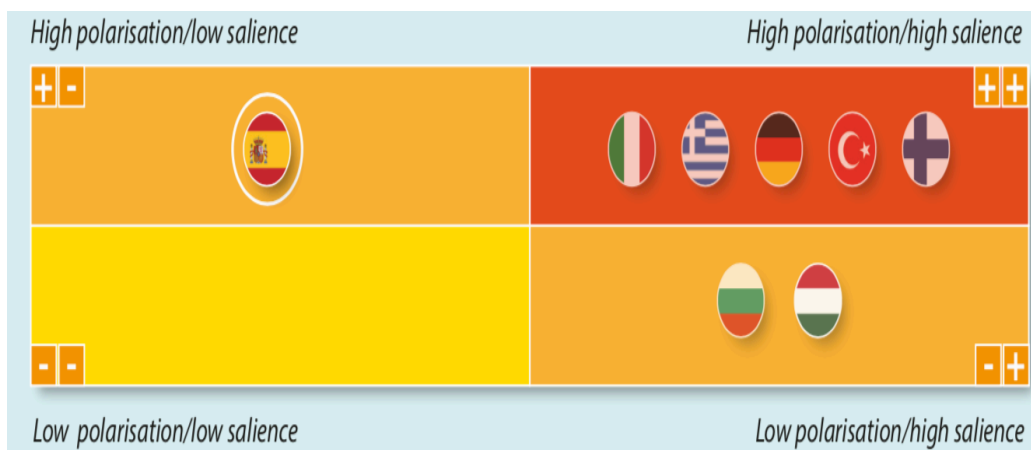 High polarisation/low salience
High polarisation/high salience
+ -
+ +
- -
- +
Low polarisation/low salience
Low polarisation/high salience